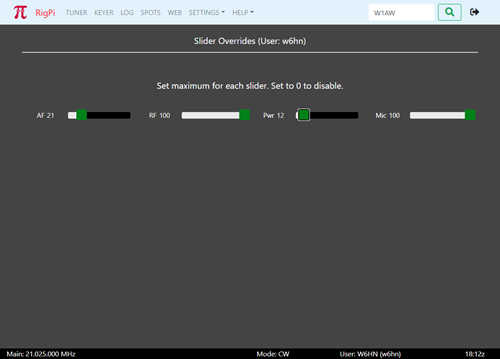 π RigPi TUNER KEYER LOG SPOTS WEB SETTINGS HELP W1AW
Slider Overrides (User: w6hn)
Set maximum for each slider. Set to 0 to disable.
AF 21 RF 100 Pwr 12 Mic 100
Main: 21.025.000 MHz Mode: CW User: W6HN (w6hn) 18:12z